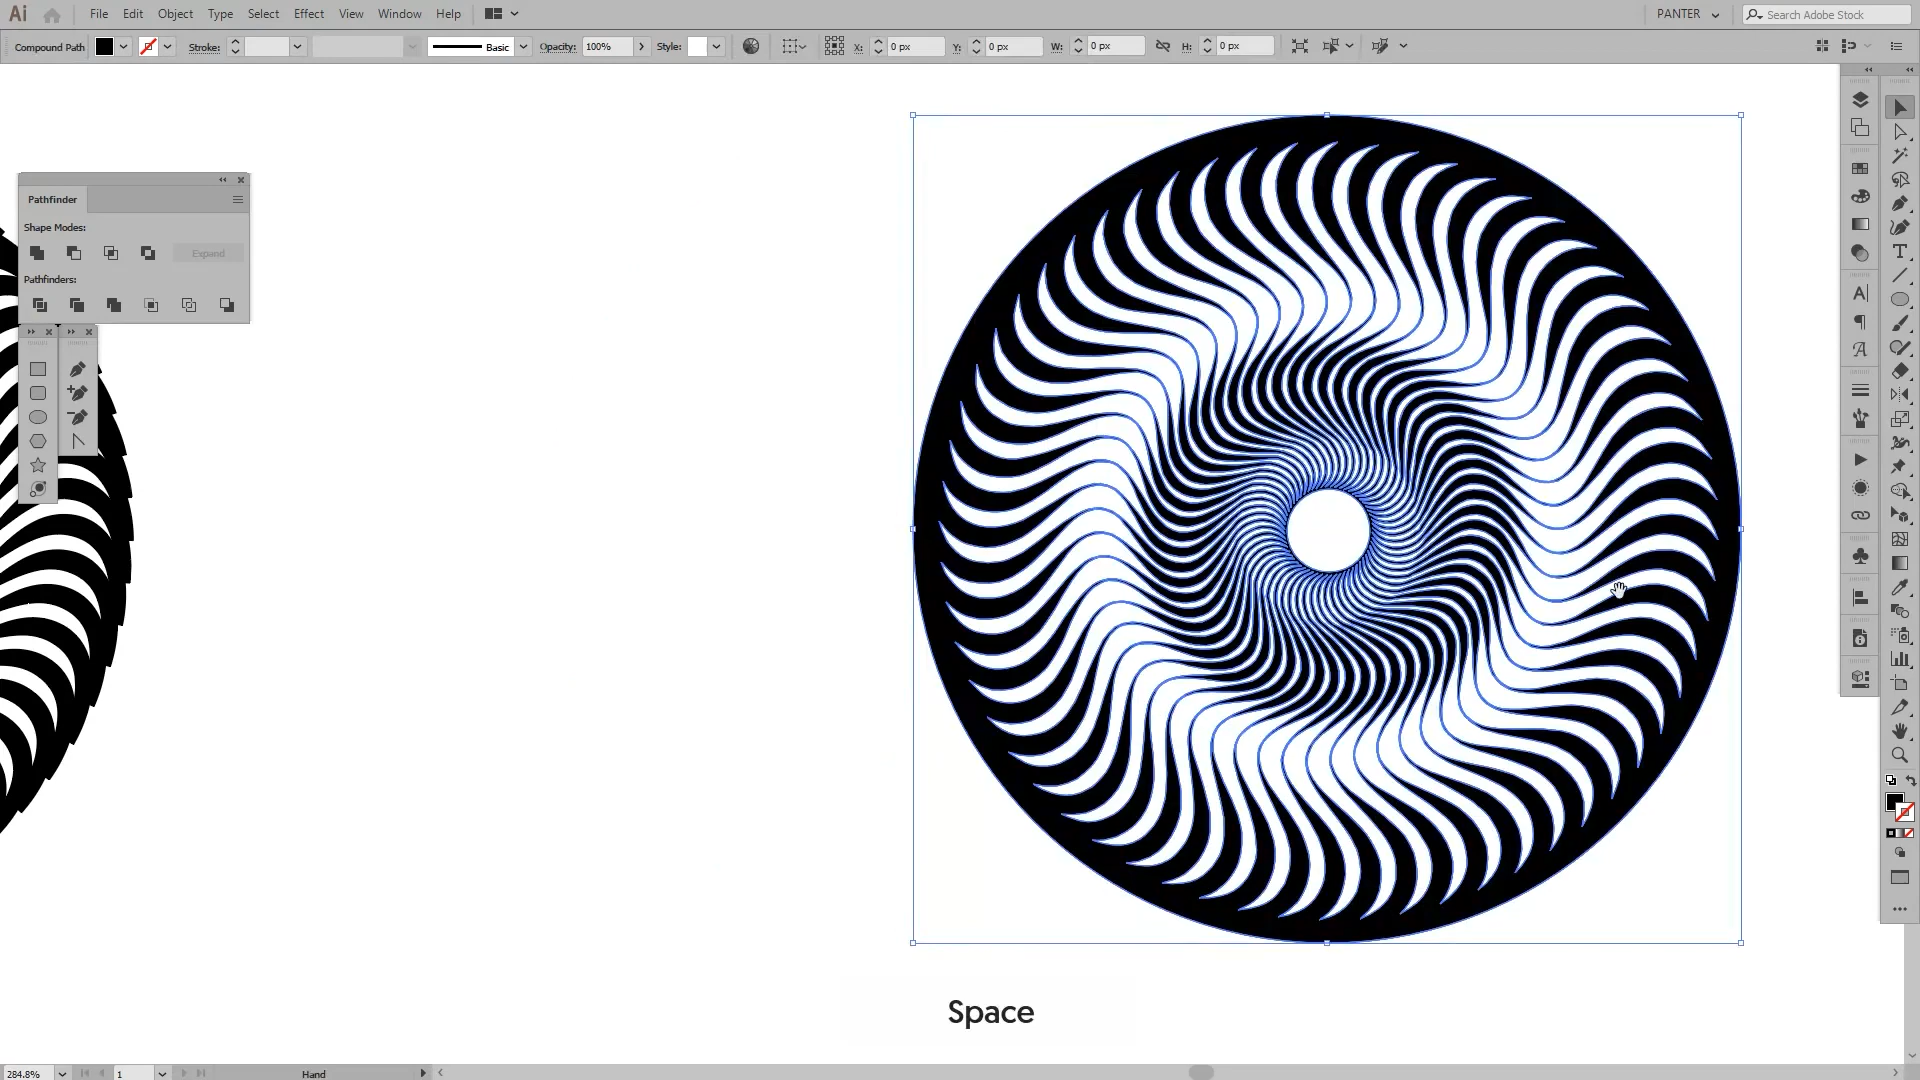 Ai File Edit Object Type Select Effect View Window Help PANTER Search Adobe Stock
Compound Path Stroke: Basic Opacity: 100% Style: X: 0 px Y: 0 px W: 0 px H: 0 px
Pathfinder
Shape Modes:
Expand
Pathfinders:
Space
284.8% 1 Hand